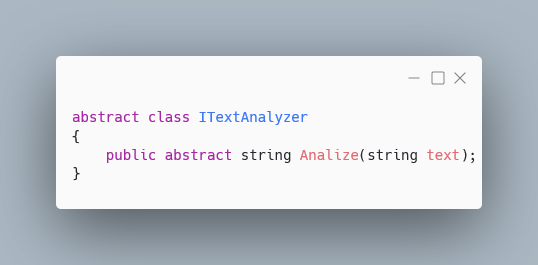 abstract class ITextAnalyzer
{
    public abstract string Analize(string text);
}